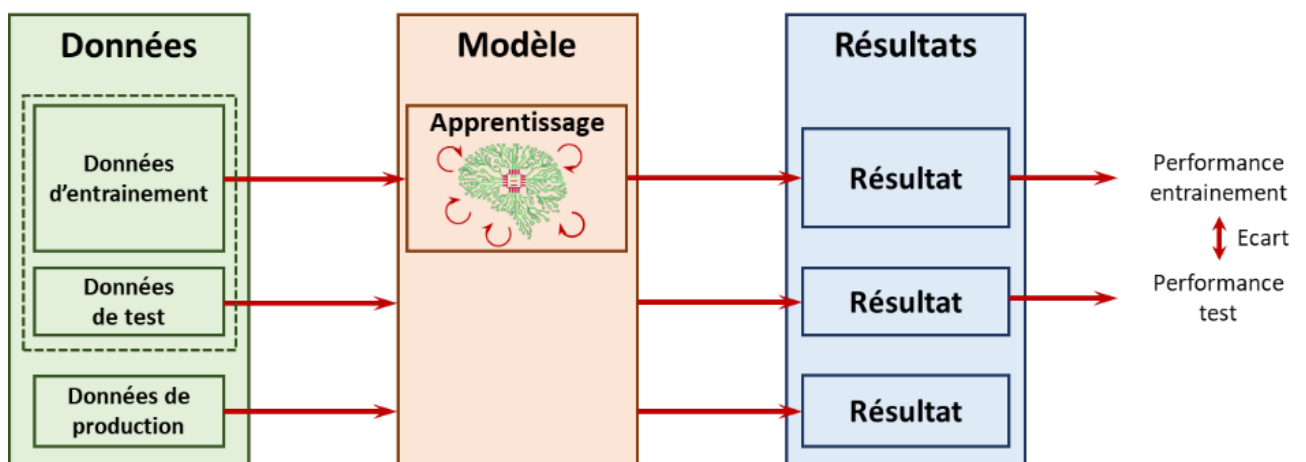 Données
Modèle
Résultats
Données
d'entrainement
Apprentissage
Résultat
Performance
entrainement
Ecart
Données
de test
Résultat
Performance
test
Données de
production
Résultat